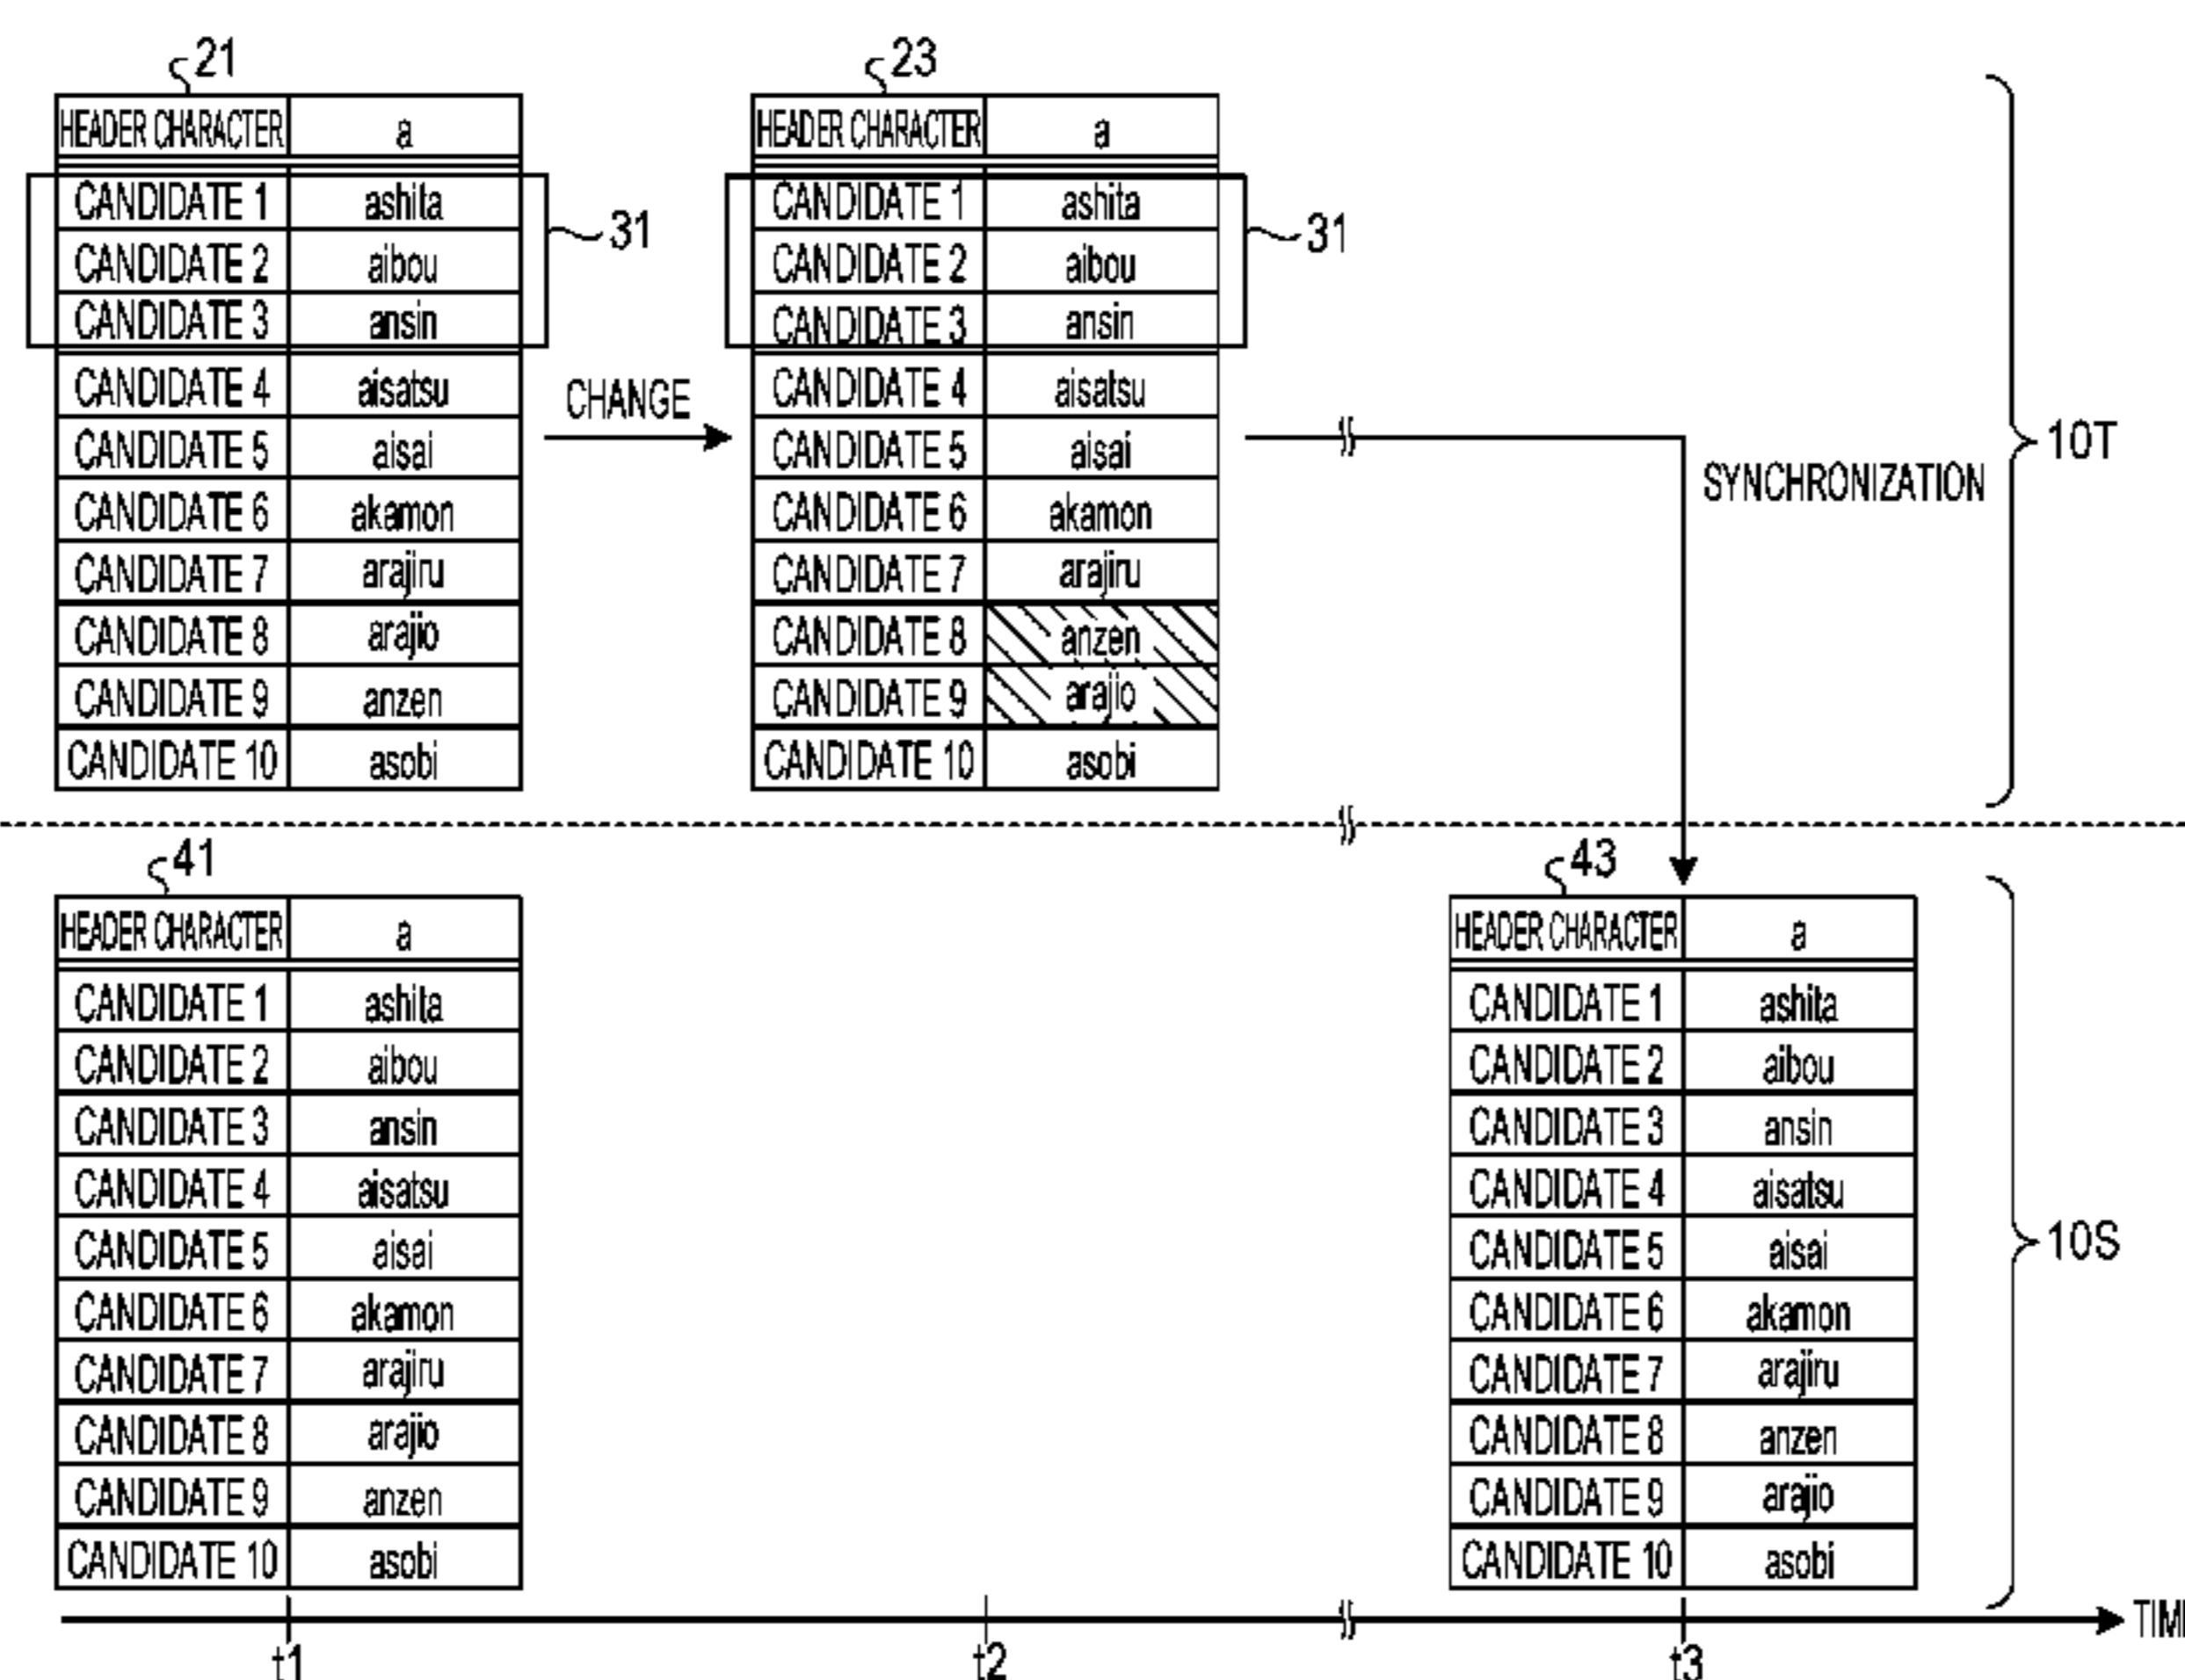 21
HEADER CHARACTER a
CANDIDATE 1 ashita
CANDIDATE 2 aibou
CANDIDATE 3 ansin
CANDIDATE 4 aisatsu
CANDIDATE 5 aisai
CANDIDATE 6 akamon
CANDIDATE 7 arajiru
CANDIDATE 8 arajio
CANDIDATE 9 anzen
CANDIDATE 10 asobi
31
CHANGE
23
HEADER CHARACTER a
CANDIDATE 1 ashita
CANDIDATE 2 aibou
CANDIDATE 3 ansin
CANDIDATE 4 aisatsu
CANDIDATE 5 aisai
CANDIDATE 6 akamon
CANDIDATE 7 arajiru
CANDIDATE 8 anzen
CANDIDATE 9 arajio
CANDIDATE 10 asobi
31
SYNCHRONIZATION
10T
41
HEADER CHARACTER a
CANDIDATE 1 ashita
CANDIDATE 2 aibou
CANDIDATE 3 ansin
CANDIDATE 4 aisatsu
CANDIDATE 5 aisai
CANDIDATE 6 akamon
CANDIDATE 7 arajiru
CANDIDATE 8 arajio
CANDIDATE 9 anzen
CANDIDATE 10 asobi
43
HEADER CHARACTER a
CANDIDATE 1 ashita
CANDIDATE 2 aibou
CANDIDATE 3 ansin
CANDIDATE 4 aisatsu
CANDIDATE 5 aisai
CANDIDATE 6 akamon
CANDIDATE 7 arajiru
CANDIDATE 8 anzen
CANDIDATE 9 arajio
CANDIDATE 10 asobi
10S
t1 t2 t3